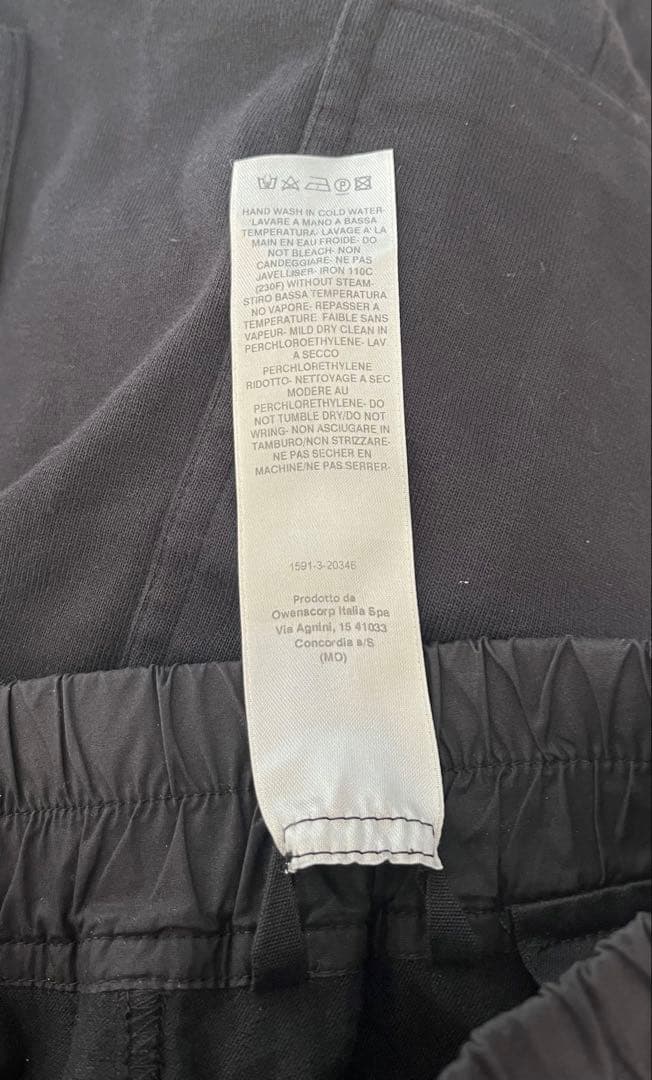 HAND WASH IN COLD WATER-
LAVARE A MANO A BASSA
TEMPERATURA- LAVAGE A' LA
MAIN EN EAU FROIDE- DO
NOT BLEACH- NON
CANDEGGIARE- NE PAS
JAVELLISER- IRON 110C
(230F) WITHOUT STEAM-
STIRO BASSA TEMPERATURA
NO VAPORE- REPASSER A
TEMPERATURE FAIBLE SANS
VAPEUR- MILD DRY CLEAN IN
PERCHLOROETHYLENE- LAV.
A SECCO
PERCHLORETHYLENE
RIDOTTO- NETTOYAGE A SEC
MODERE AU
PERCHLORETHYLENE- DO
NOT TUMBLE DRY/DO NOT
WRING- NON ASCIUGARE IN
TAMBURO/NON STRIZZARE-
NE PAS SECHER EN
MACHINE/NE PAS SERRER-
1591-3-20346
Prodotto da
Owenscorp Italia Spa
Via Agnini, 15 41033
Concordia s/S
(MO)